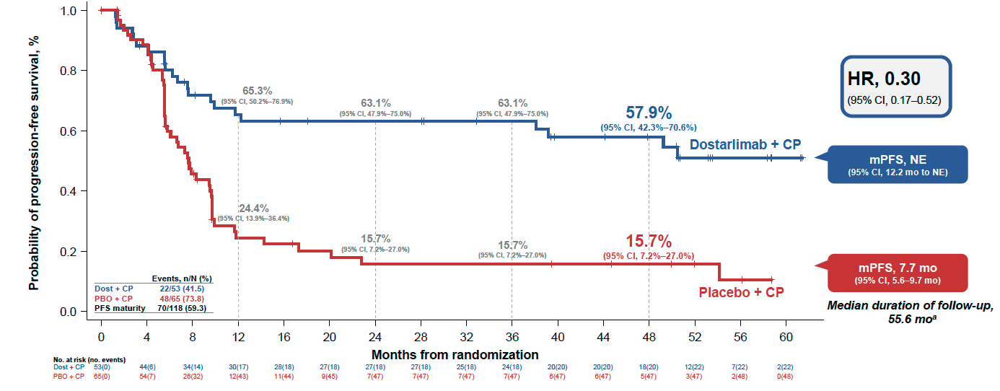 Probability of progression-free survival, %
1.0
0.8
0.6
0.4
0.2
0.0
65.3%
(95% CI, 50.2%–76.9%)
63.1%
(95% CI, 47.9%–75.0%)
63.1%
(95% CI, 47.9%–75.0%)
57.9%
(95% CI, 42.3%–70.6%)
Dostarlimab + CP
HR, 0.30
(95% CI, 0.17–0.52)
mPFS, NE
(95% CI, 12.2 mo to NE)
24.4%
(95% CI, 13.9%–36.4%)
15.7%
(95% CI, 7.2%–27.0%)
15.7%
(95% CI, 7.2%–27.0%)
15.7%
(95% CI, 7.2%–27.0%)
Placebo + CP
mPFS, 7.7 mo
(95% CI, 5.6–9.7 mo)
Median duration of follow-up,
55.6 moª
Events, n/N (%)
Dost + CP 22/53 (41.5)
PBO + CP 48/65 (73.8)
PFS maturity 70/118 (59.3)
0 4 8 12 16 20 24 28 32 36 40 44 48 52 56 60
Months from randomization
No. at risk (no. events)
Dost + CP 53(0) 44(6) 34(14) 30(17) 28(18) 27(18) 27(18) 27(18) 25(18) 24(18) 20(20) 20(20) 18(20) 12(22) 7(22) 2(22)
PBO + CP 65(0) 54(7) 26(32) 12(43) 11(44) 9(45) 7(47) 7(47) 7(47) 7(47) 6(47) 6(47) 5(47) 3(47) 2(48) 0(48)